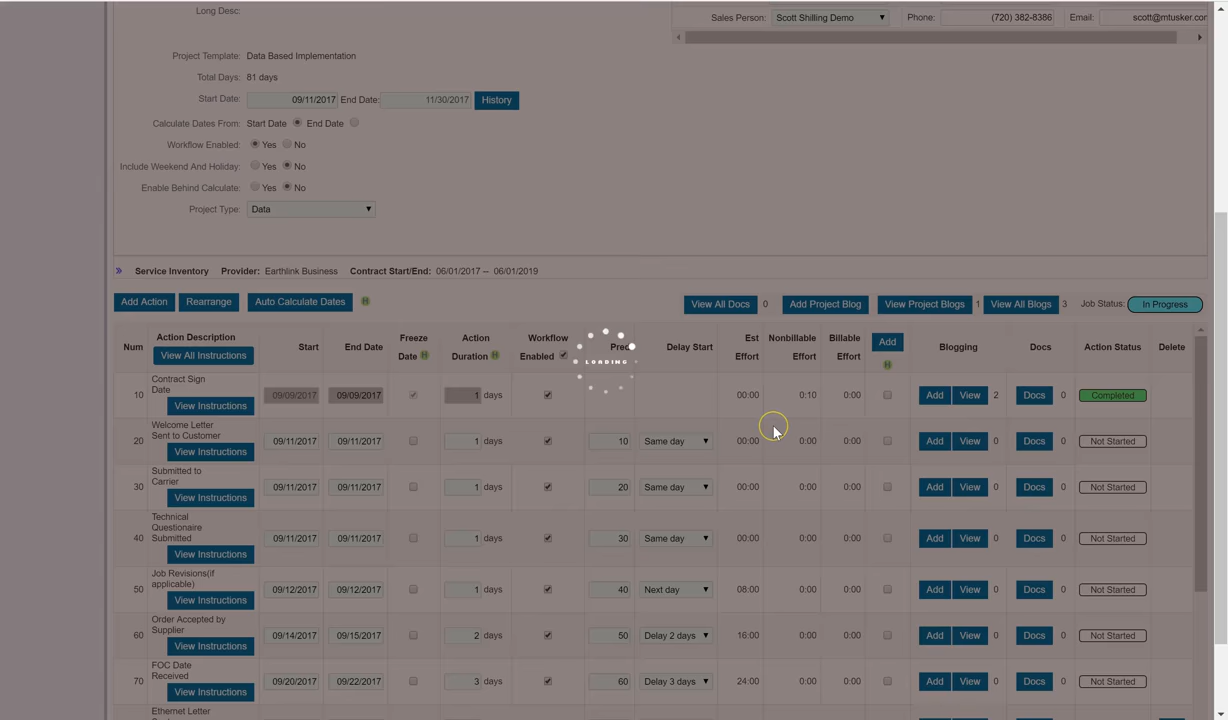 Long Desc:
Sales Person: Scott Shilling Demo Phone: (720) 382-8386 Email: scott@mtusker.com
Project Template: Data Based Implementation
Total Days: 81 days
Start Date: 09/11/2017 End Date: 11/30/2017 History
Calculate Dates From: Start Date End Date
Workflow Enabled: Yes No
Include Weekend And Holiday: Yes No
Enable Behind Calculate: Yes No
Project Type: Data
» Service Inventory Provider: Earthlink Business Contract Start/End: 06/01/2017 -- 06/01/2019
Add Action Rearrange Auto Calculate Dates H View All Docs 0 Add Project Blog View Project Blogs 1 View All Blogs 3 Job Status: In Progress
Num Action Description View All Instructions Start End Date Freeze Date H Action Duration H Workflow Enabled Pred Delay Start Est Effort Nonbillable Effort Billable Effort Add H Blogging Docs Action Status Delete
LOADING
10 Contract Sign Date View Instructions 09/09/2017 09/09/2017 1 days 00:00 0:10 0:00 Add View 2 Docs 0 Completed
20 Welcome Letter Sent to Customer View Instructions 09/11/2017 09/11/2017 1 days 10 Same day 00:00 0:00 0:00 Add View 0 Docs 0 Not Started
30 Submitted to Carrier View Instructions 09/11/2017 09/11/2017 1 days 20 Same day 00:00 0:00 0:00 Add View 0 Docs 0 Not Started
40 Technical Questionaire Submitted View Instructions 09/11/2017 09/11/2017 1 days 30 Same day 00:00 0:00 0:00 Add View 0 Docs 0 Not Started
50 Job Revisions(if applicable) View Instructions 09/12/2017 09/12/2017 1 days 40 Next day 08:00 0:00 0:00 Add View 0 Docs 0 Not Started
60 Order Accepted by Supplier View Instructions 09/14/2017 09/15/2017 2 days 50 Delay 2 days 16:00 0:00 0:00 Add View 0 Docs 0 Not Started
70 FOC Date Received View Instructions 09/20/2017 09/22/2017 3 days 60 Delay 3 days 24:00 0:00 0:00 Add View 0 Docs 0 Not Started
Ethernet Letter